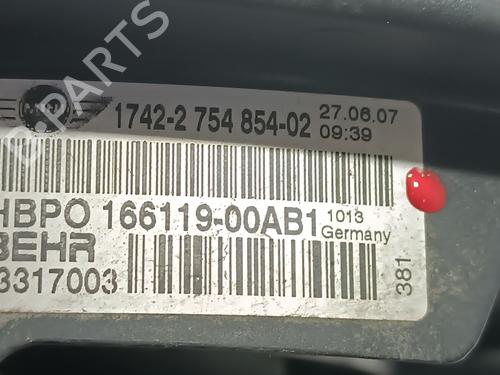 MINI
1742-2 754 854-02
27.06.07
09:39
HBPO 166119-00AB1
1013
Germany
BEHR
3317003
381
B-Parts